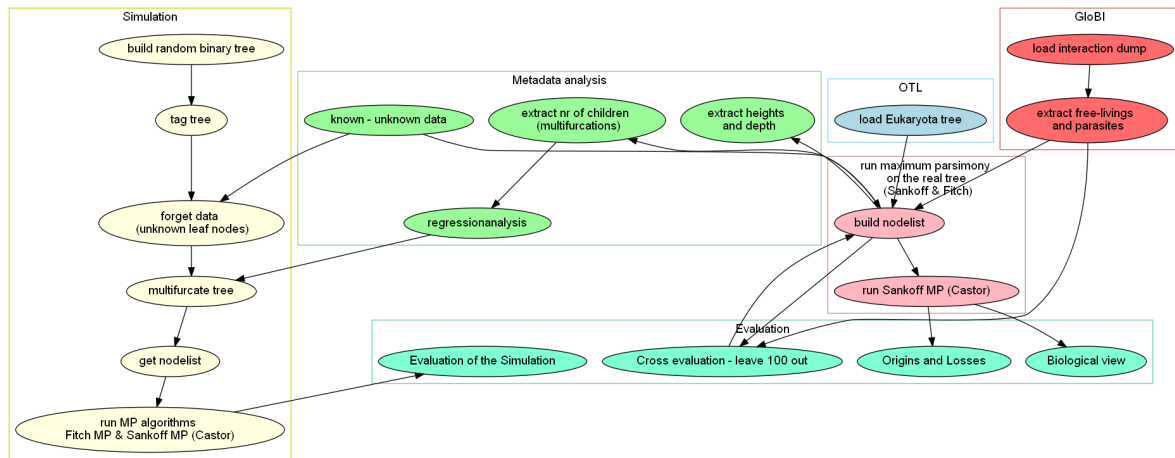 Simulation
build random binary tree
tag tree
forget data
(unknown leaf nodes)
multifurcate tree
get nodelist
run MP algorithms
Fitch MP & Sankoff MP (Castor)
Metadata analysis
known - unknown data
extract nr of children
(multifurcations)
extract heights
and depth
regressionanalysis
OTL
load Eukaryota tree
GloBI
load interaction dump
extract free-livings
and parasites
run maximum parsimony
on the real tree
(Sankoff & Fitch)
build nodelist
run Sankoff MP (Castor)
Evaluation
Evaluation of the Simulation
Cross evaluation - leave 100 out
Origins and Losses
Biological view